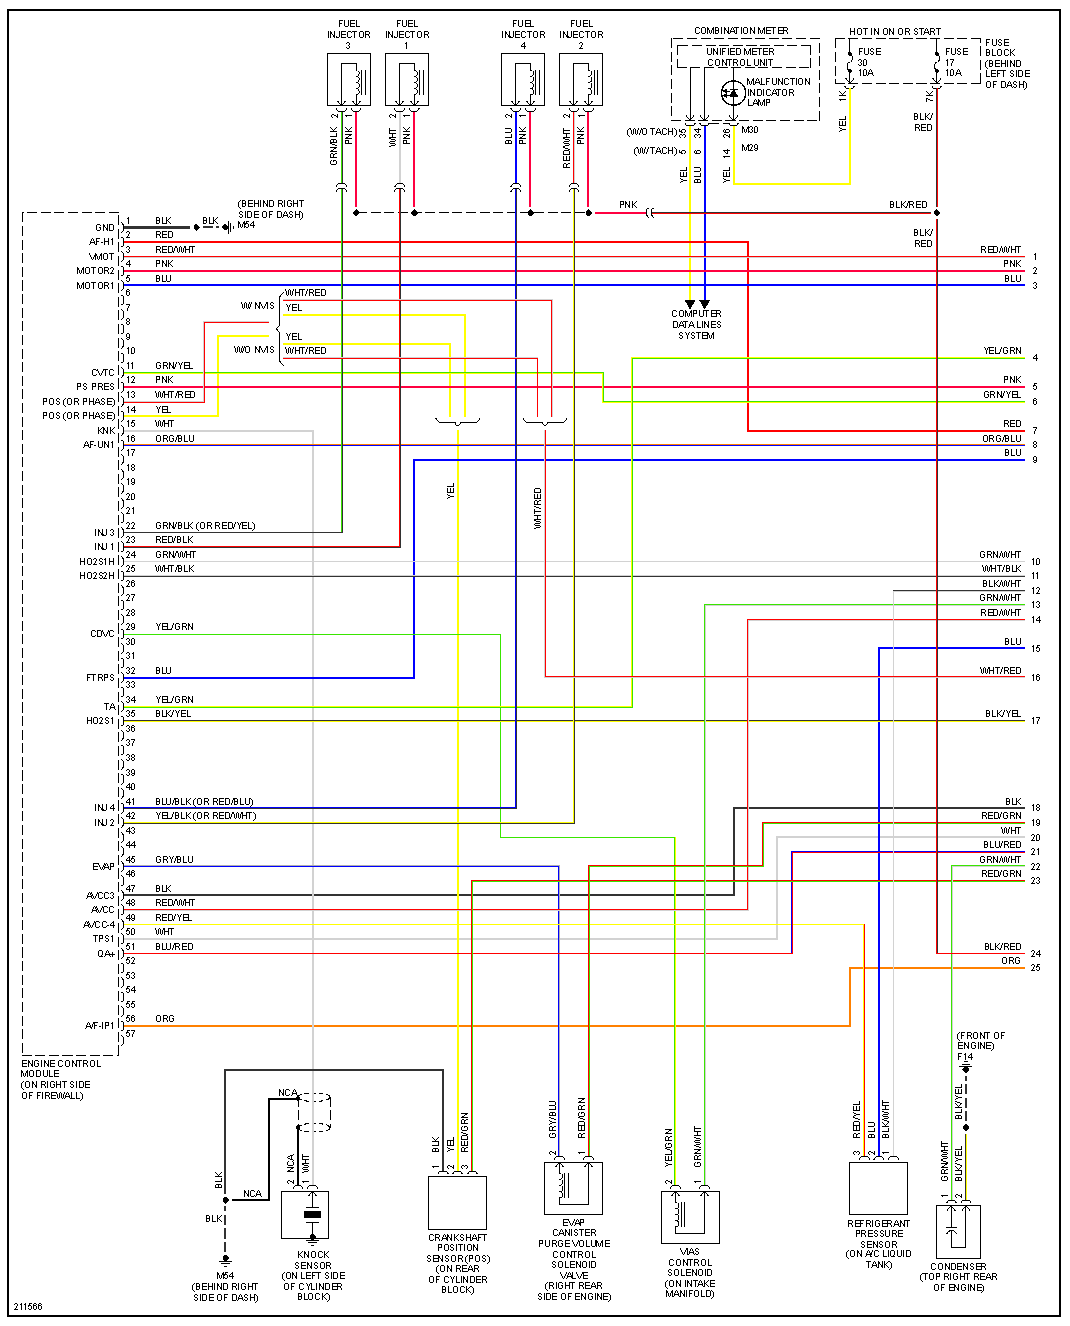 FUEL INJECTOR 3
FUEL INJECTOR 1
FUEL INJECTOR 4
FUEL INJECTOR 2
COMBINATION METER
UNIFIED METER
CONTROL UNIT
MALFUNCTION
INDICATOR
LAMP
HOT IN ON OR START
FUSE
30
10A
FUSE
17
10A
FUSE
BLOCK
(BEHIND
LEFT SIDE
OF DASH)
2 1 2 1 2 1 2 1
GRN/BLK
PNK
WHT
PNK
BLU
PNK
RED/WHT
PNK
(W/O TACH) 35 34 26 M30
(W/TACH) 5 6 14 M29
YEL
BLU
YEL
1K
YEL
7K
BLK/
RED
PNK
BLK/RED
BLK/
RED
(BEHIND RIGHT
SIDE OF DASH)
M64
COMPUTER
DATA LINES
SYSTEM
GND 1 BLK BLK
AF-H1 2 RED
VMOT 3 RED/WHT RED/WHT 1
MOTOR2 4 PNK PNK 2
MOTOR1 5 BLU BLU 3
6
7
8
9
10
W/ NVIS
WHT/RED
YEL
W/O NVIS
YEL
WHT/RED
YEL/GRN 4
CVTC 11 GRN/YEL
PS PRES 12 PNK PNK 5
POS (OR PHASE) 13 WHT/RED GRN/YEL 6
POS (OR PHASE) 14 YEL
KNK 15 WHT RED 7
AF-UN1 16 ORG/BLU ORG/BLU 8
17 BLU 9
18
19
20
21
YEL
WHT/RED
INJ 3 22 GRN/BLK (OR RED/YEL)
INJ 1 23 RED/BLK
HO2S1H 24 GRN/WHT GRN/WHT 10
HO2S2H 25 WHT/BLK WHT/BLK 11
26 BLK/WHT 12
27 GRN/WHT 13
28 RED/WHT 14
CDVC 29 YEL/GRN
30 BLU 15
31
FTRPS 32 BLU WHT/RED 16
33
TA 34 YEL/GRN
HO2S1 35 BLK/YEL BLK/YEL 17
36
37
38
39
40
INJ 4 41 BLU/BLK (OR RED/BLU) BLK 18
INJ 2 42 YEL/BLK (OR RED/WHT) RED/GRN 19
43 WHT 20
44 BLU/RED 21
EVAP 45 GRY/BLU GRN/WHT 22
46 RED/GRN 23
AVCC3 47 BLK
AVCC 48 RED/WHT
AVCC-4 49 RED/YEL
TPS1 50 WHT
QA+ 51 BLU/RED BLK/RED 24
52 ORG 25
53
54
55
A/F-IP1 56 ORG
57
ENGINE CONTROL
MODULE
(ON RIGHT SIDE
OF FIREWALL)
(FRONT OF
ENGINE)
F14
NCA
BLK
NCA
BLK
M64
(BEHIND RIGHT
SIDE OF DASH)
NCA
WHT
2 1
KNOCK
SENSOR
(ON LEFT SIDE
OF CYLINDER
BLOCK)
BLK
YEL
RED/GRN
1 2 3
CRANKSHAFT
POSITION
SENSOR (POS)
(ON REAR
OF CYLINDER
BLOCK)
GRY/BLU
RED/GRN
2 1
EVAP
CANISTER
PURGE VOLUME
CONTROL
SOLENOID
VALVE
(RIGHT REAR
SIDE OF ENGINE)
YEL/GRN
GRN/WHT
2 1
VIAS
CONTROL
SOLENOID
(ON INTAKE
MANIFOLD)
RED/YEL
BLU
BLK/WHT
3 2 1
REFRIGERANT
PRESSURE
SENSOR
(ON A/C LIQUID
TANK)
BLK/YEL
GRN/WHT
BLK/YEL
1 2
CONDENSER
(TOP RIGHT REAR
OF ENGINE)
211566